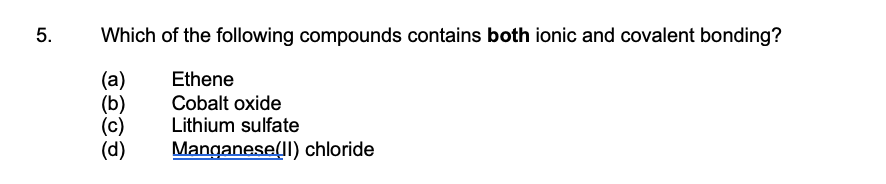 5. Which of the following compounds contains both ionic and covalent bonding?
(a) Ethene
(b) Cobalt oxide
(c) Lithium sulfate
(d) Manganese(II) chloride